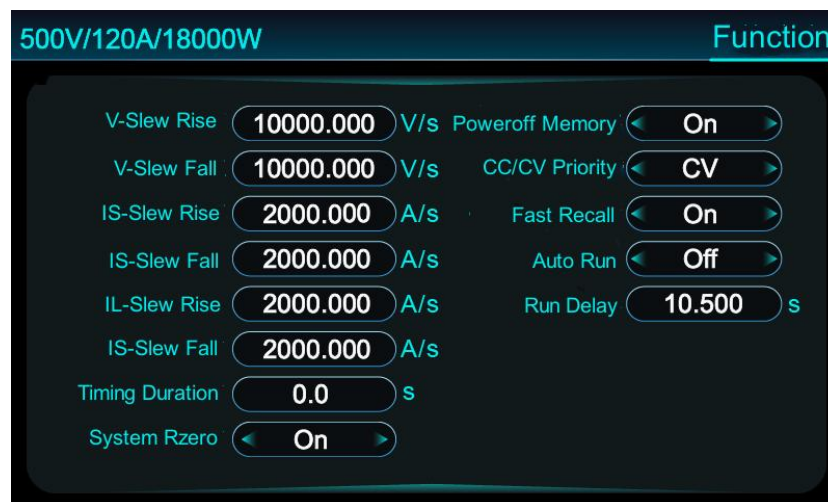 500V/120A/18000W Function
V-Slew Rise 10000.000 V/s Poweroff Memory On
V-Slew Fall 10000.000 V/s CC/CV Priority CV
IS-Slew Rise 2000.000 A/s Fast Recall On
IS-Slew Fall 2000.000 A/s Auto Run Off
IL-Slew Rise 2000.000 A/s Run Delay 10.500 s
IS-Slew Fall 2000.000 A/s
Timing Duration 0.0 s
System Rzero On